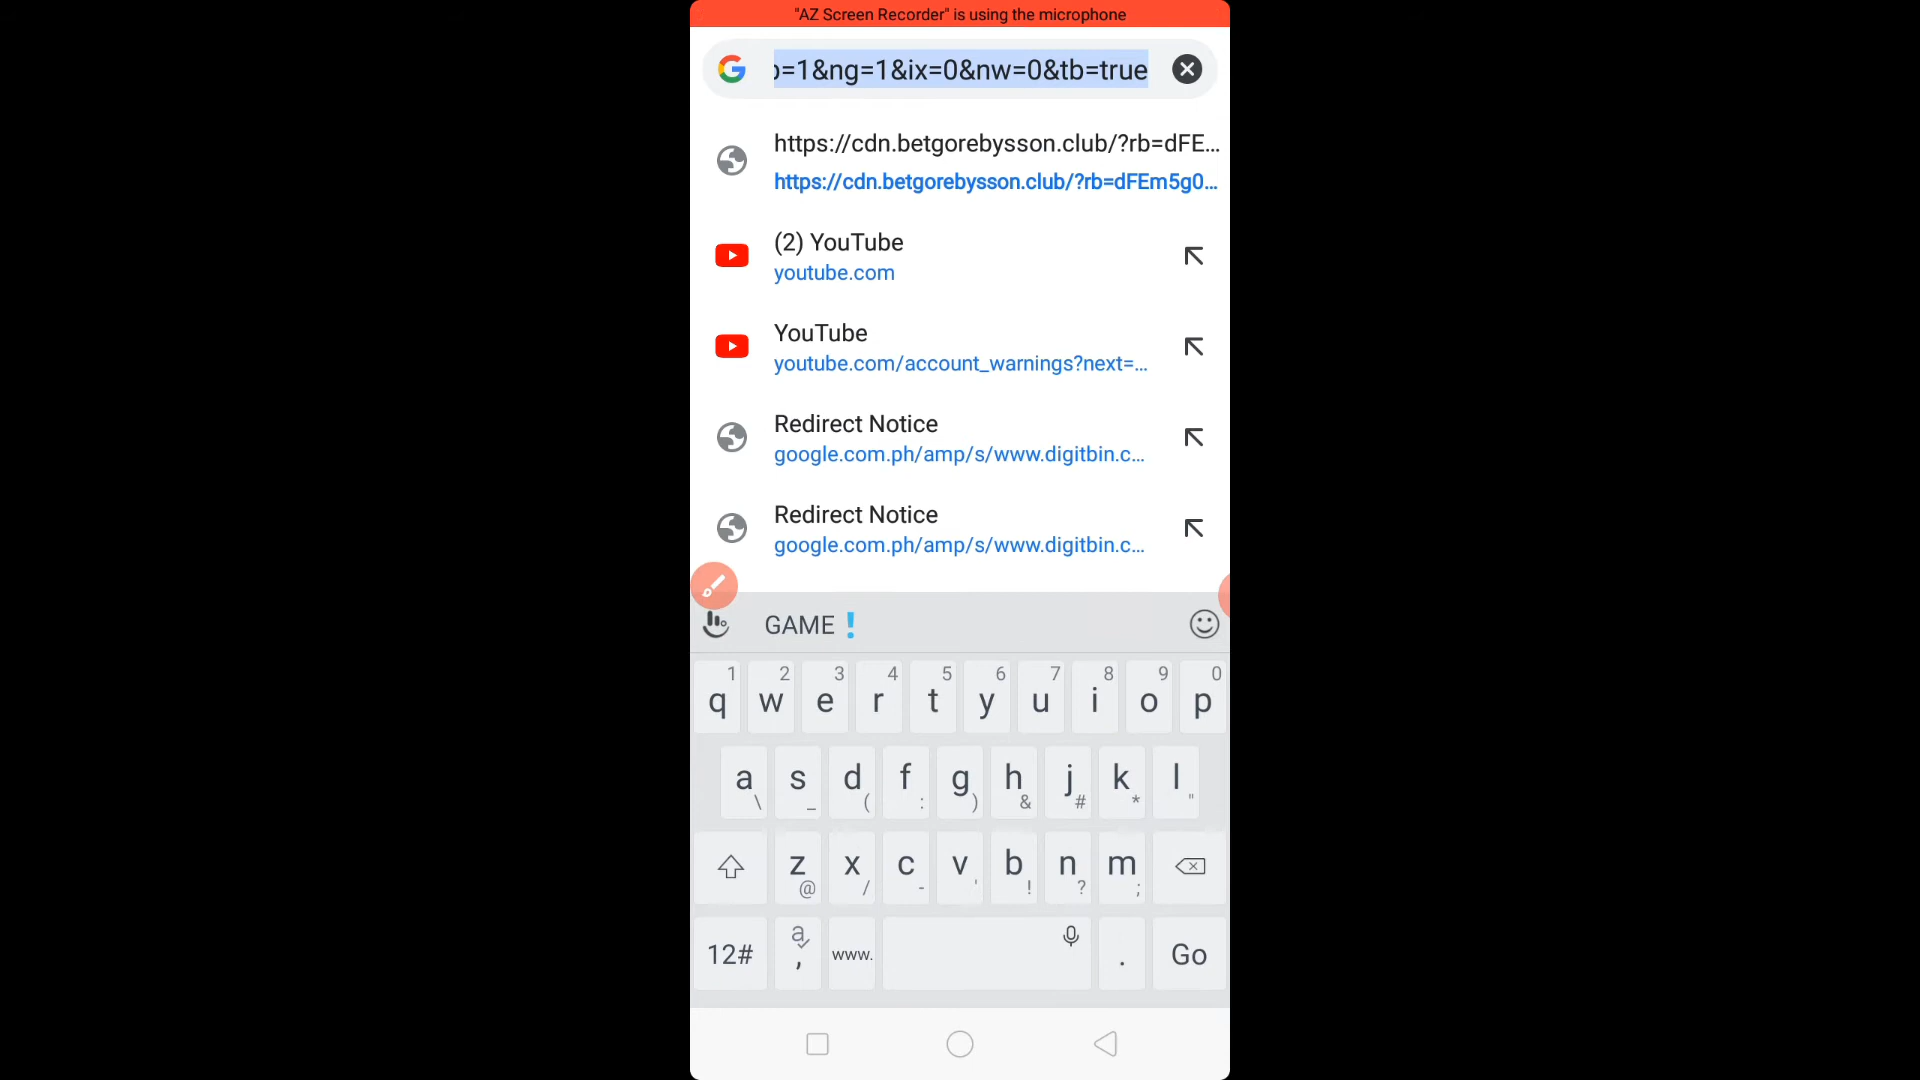 "AZ Screen Recorder" is using the microphone
=1&ng=1&ix=0&nw=0&tb=true
https://cdn.betgorebysson.club/?rb=dFE...
https://cdn.betgorebysson.club/?rb=dFEm5g0...
(2) YouTube
youtube.com
YouTube
youtube.com/account_warnings?next=...
Redirect Notice
google.com.ph/amp/s/www.digitbin.c...
Redirect Notice
google.com.ph/amp/s/www.digitbin.c...
GAME❗
1 2 3 4 5 6 7 8 9 0
q w e r t y u i o p
a s d f g h j k l
\ _ ( : ) & # * "
z x c v b n m
@ / - ' ! ? ;
12# a , www. . Go